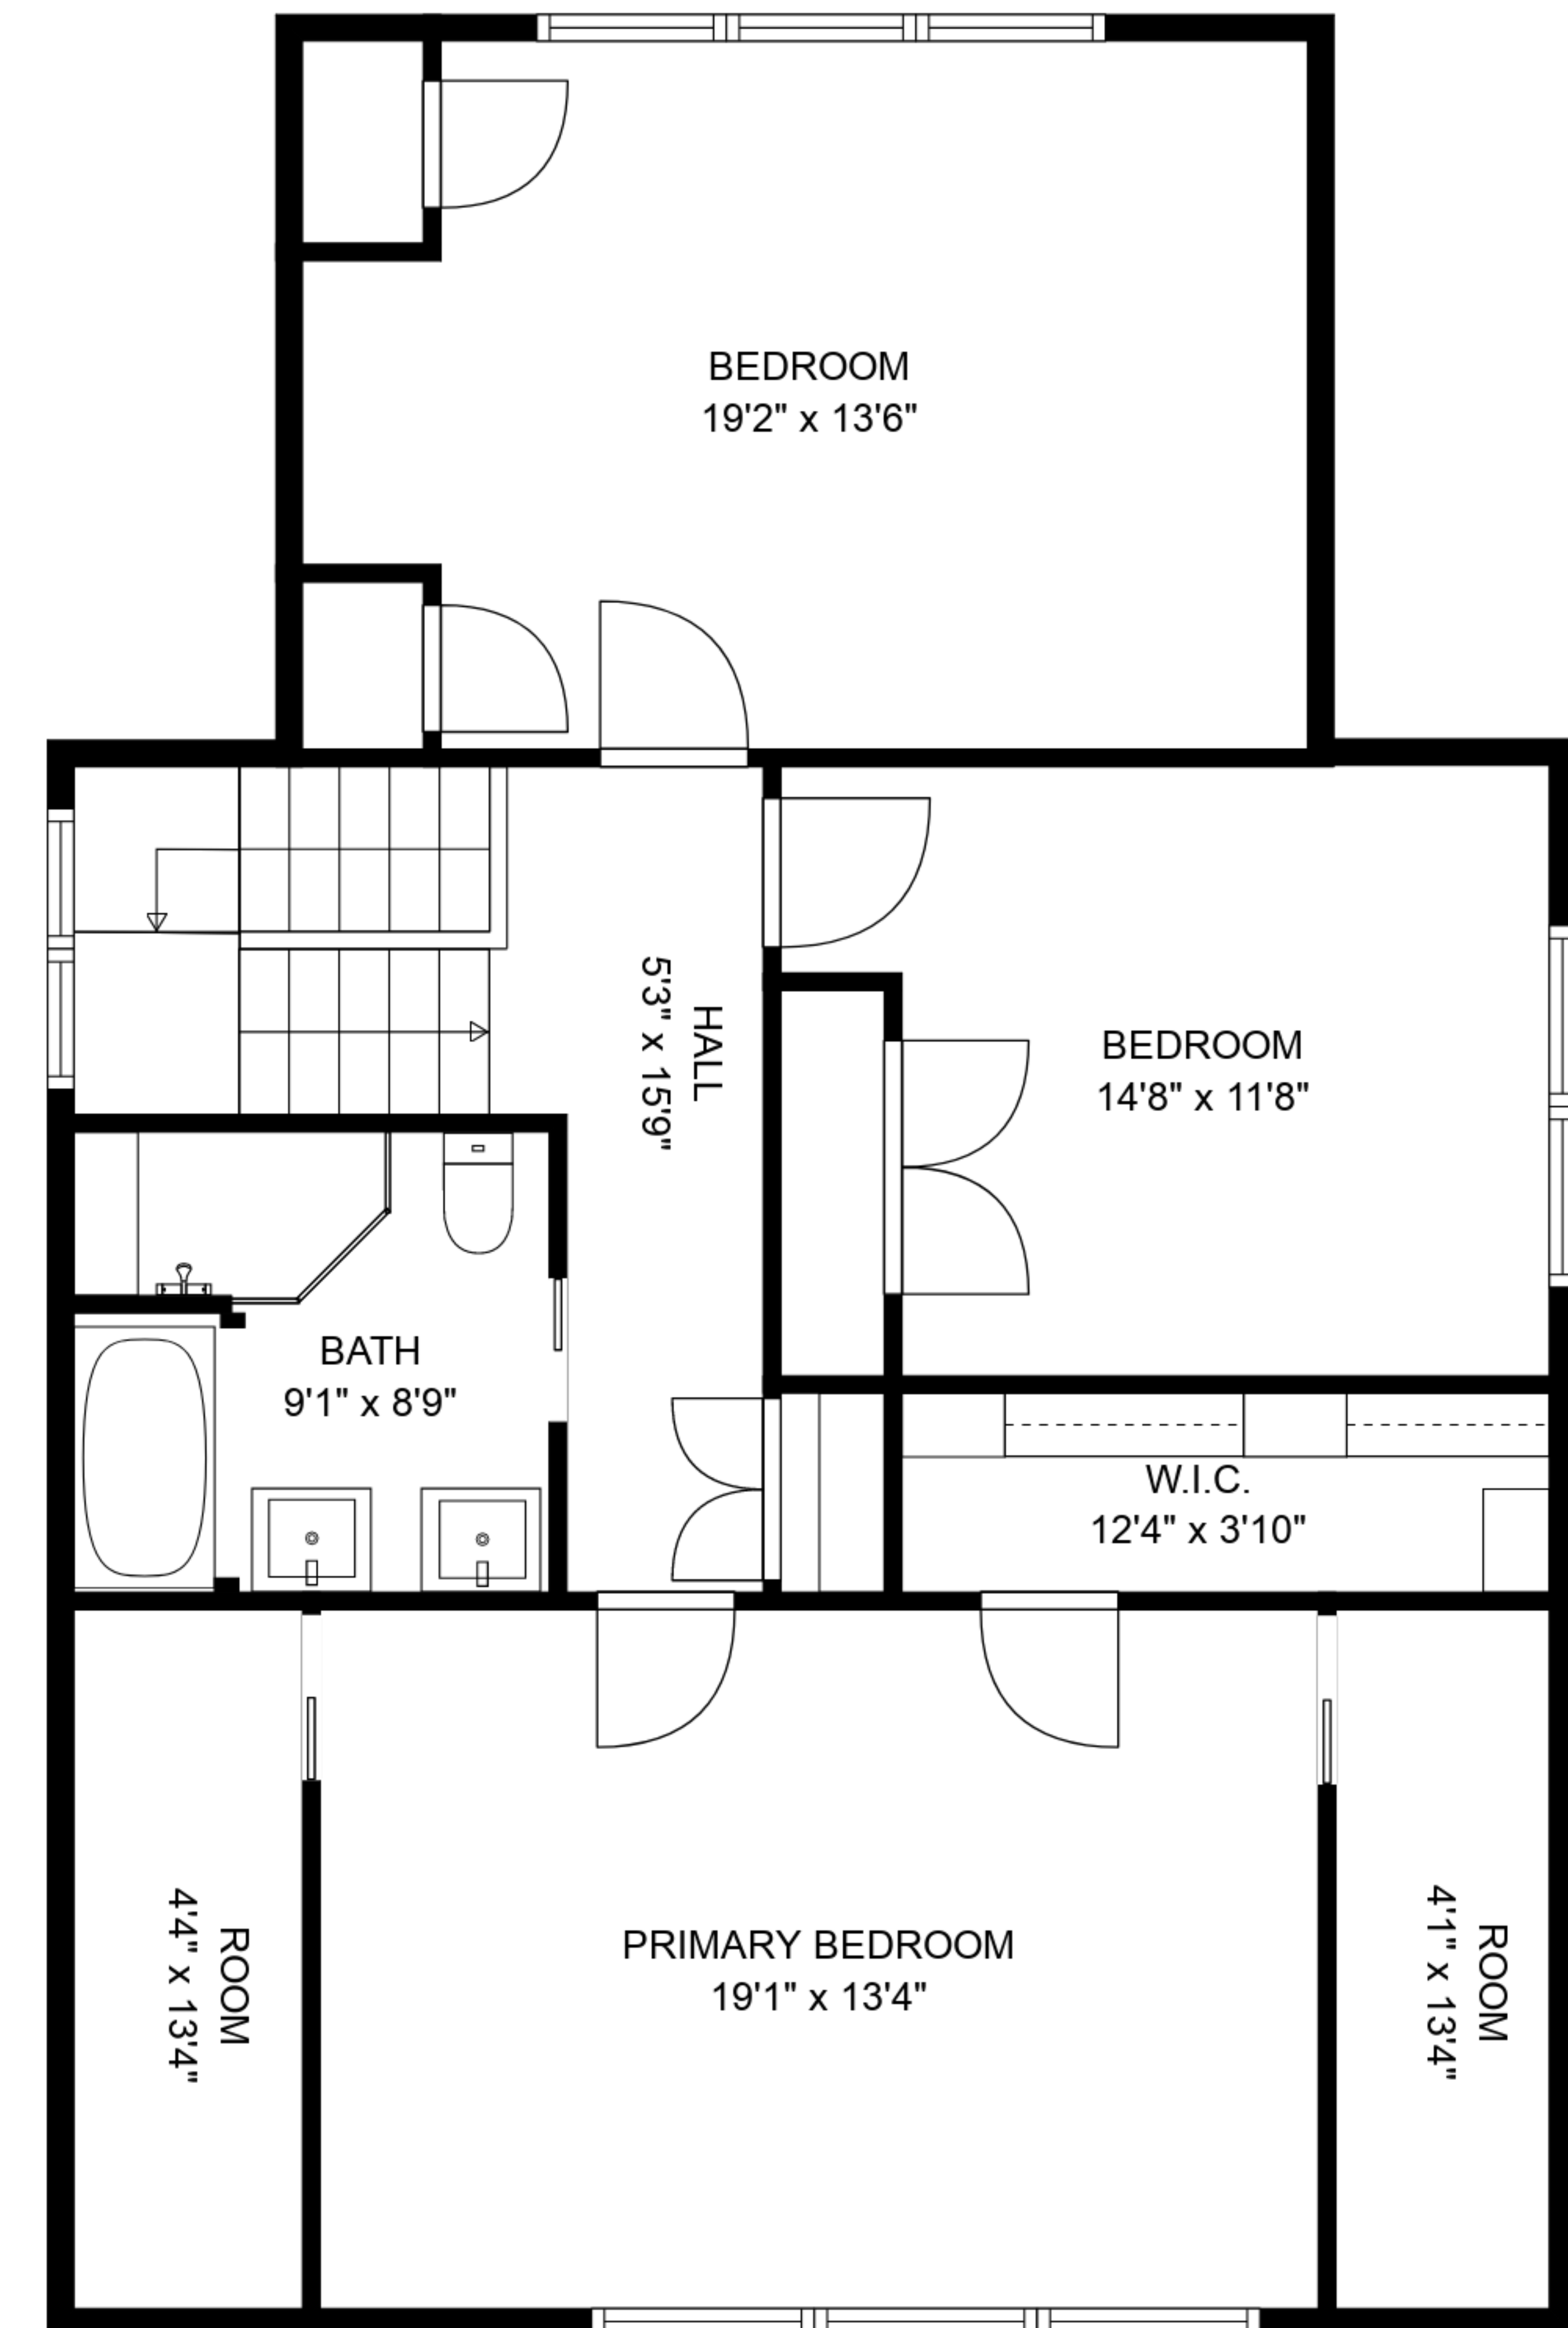 BEDROOM
19'2" x 13'6"
HALL
5'3" x 15'9"
BEDROOM
14'8" x 11'8"
BATH
9'1" x 8'9"
W.I.C.
12'4" x 3'10"
ROOM
4'4" x 13'4"
PRIMARY BEDROOM
19'1" x 13'4"
ROOM
4'1" x 13'4"